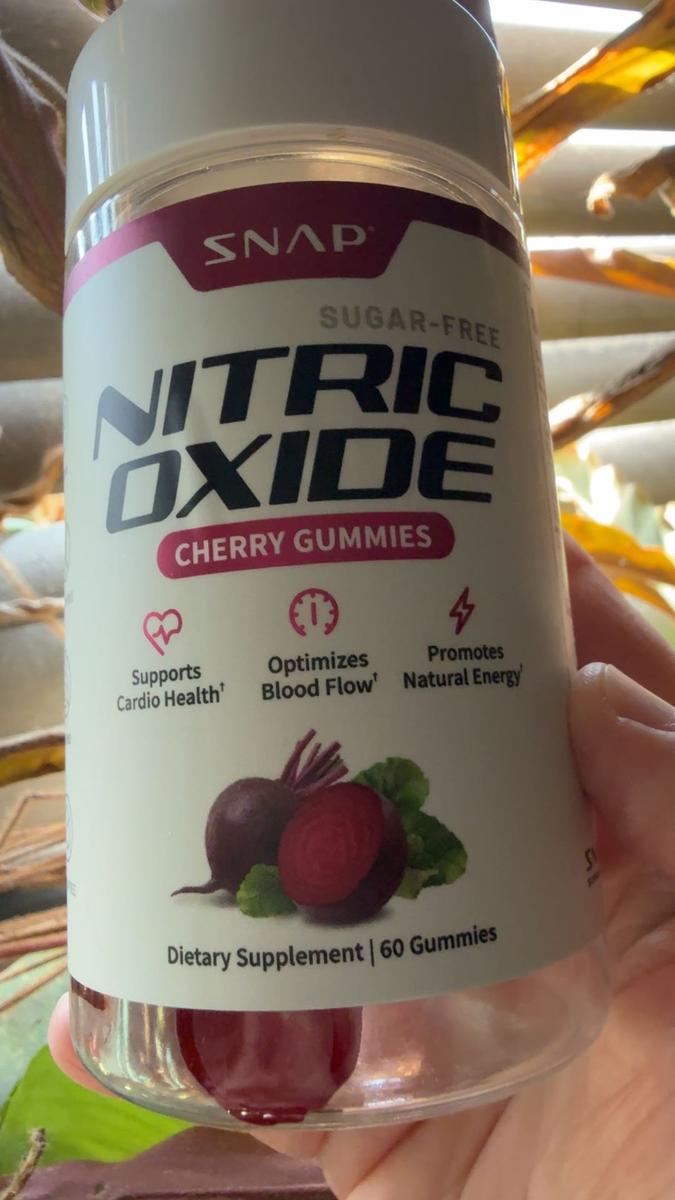 SNAP®
SUGAR-FREE
NITRIC
OXIDE
CHERRY GUMMIES
Supports
Cardio Health†
Optimizes
Blood Flow†
Promotes
Natural Energy†
Dietary Supplement | 60 Gummies